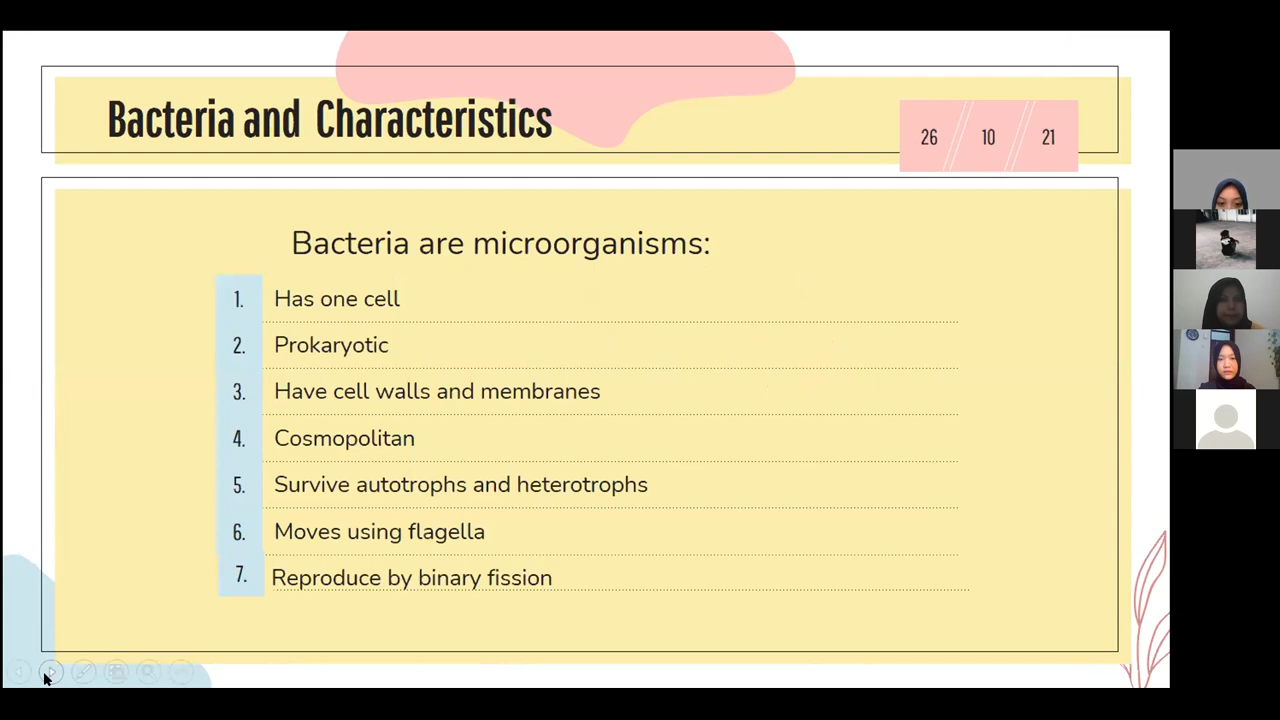 Bacteria and Characteristics
26 10 21
Bacteria are microorganisms:
1. Has one cell
2. Prokaryotic
3. Have cell walls and membranes
4. Cosmopolitan
5. Survive autotrophs and heterotrophs
6. Moves using flagella
7. Reproduce by binary fission